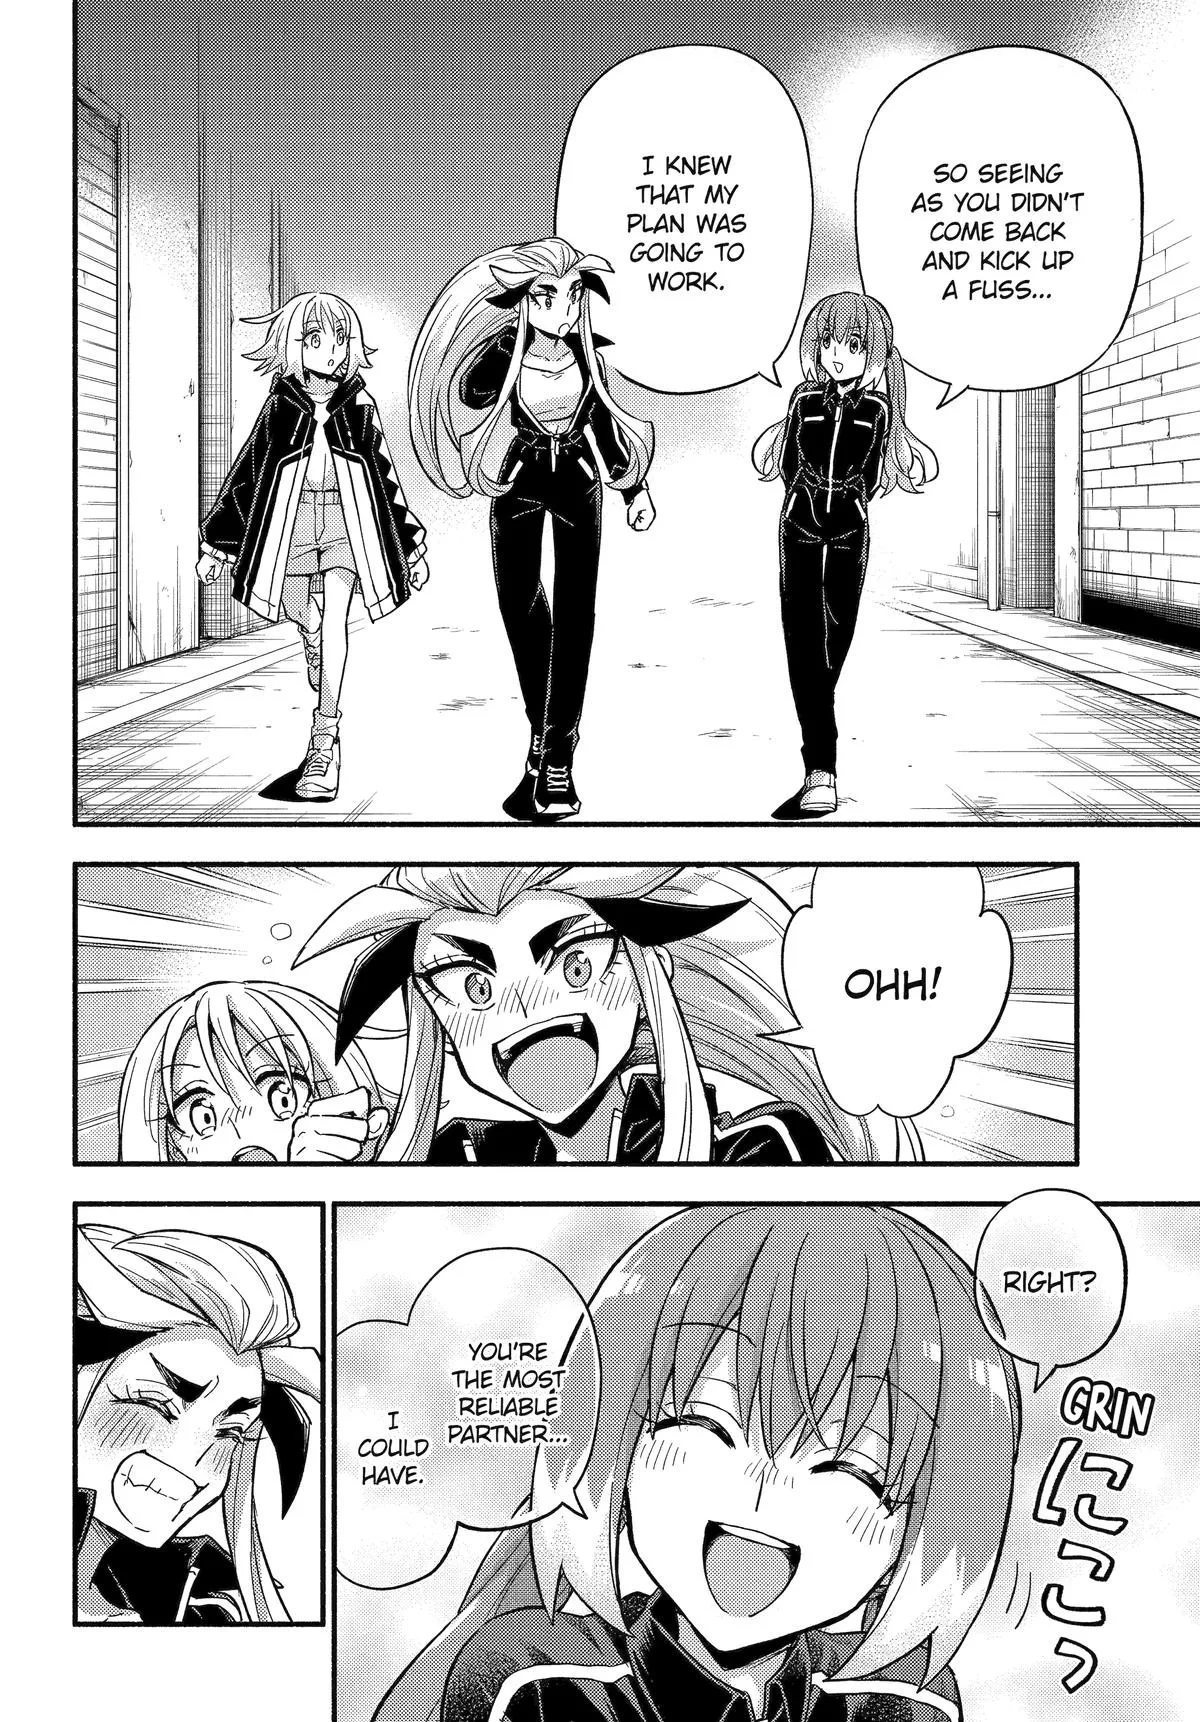 SO SEEING
AS YOU DIDN'T
COME BACK
AND KICK UP
A FUSS...
I KNEW
THAT MY
PLAN WAS
GOING TO
WORK.
OHH!
RIGHT?
GRIN
にここっ
YOU'RE
THE MOST
RELIABLE
PARTNER...
I
COULD
HAVE.